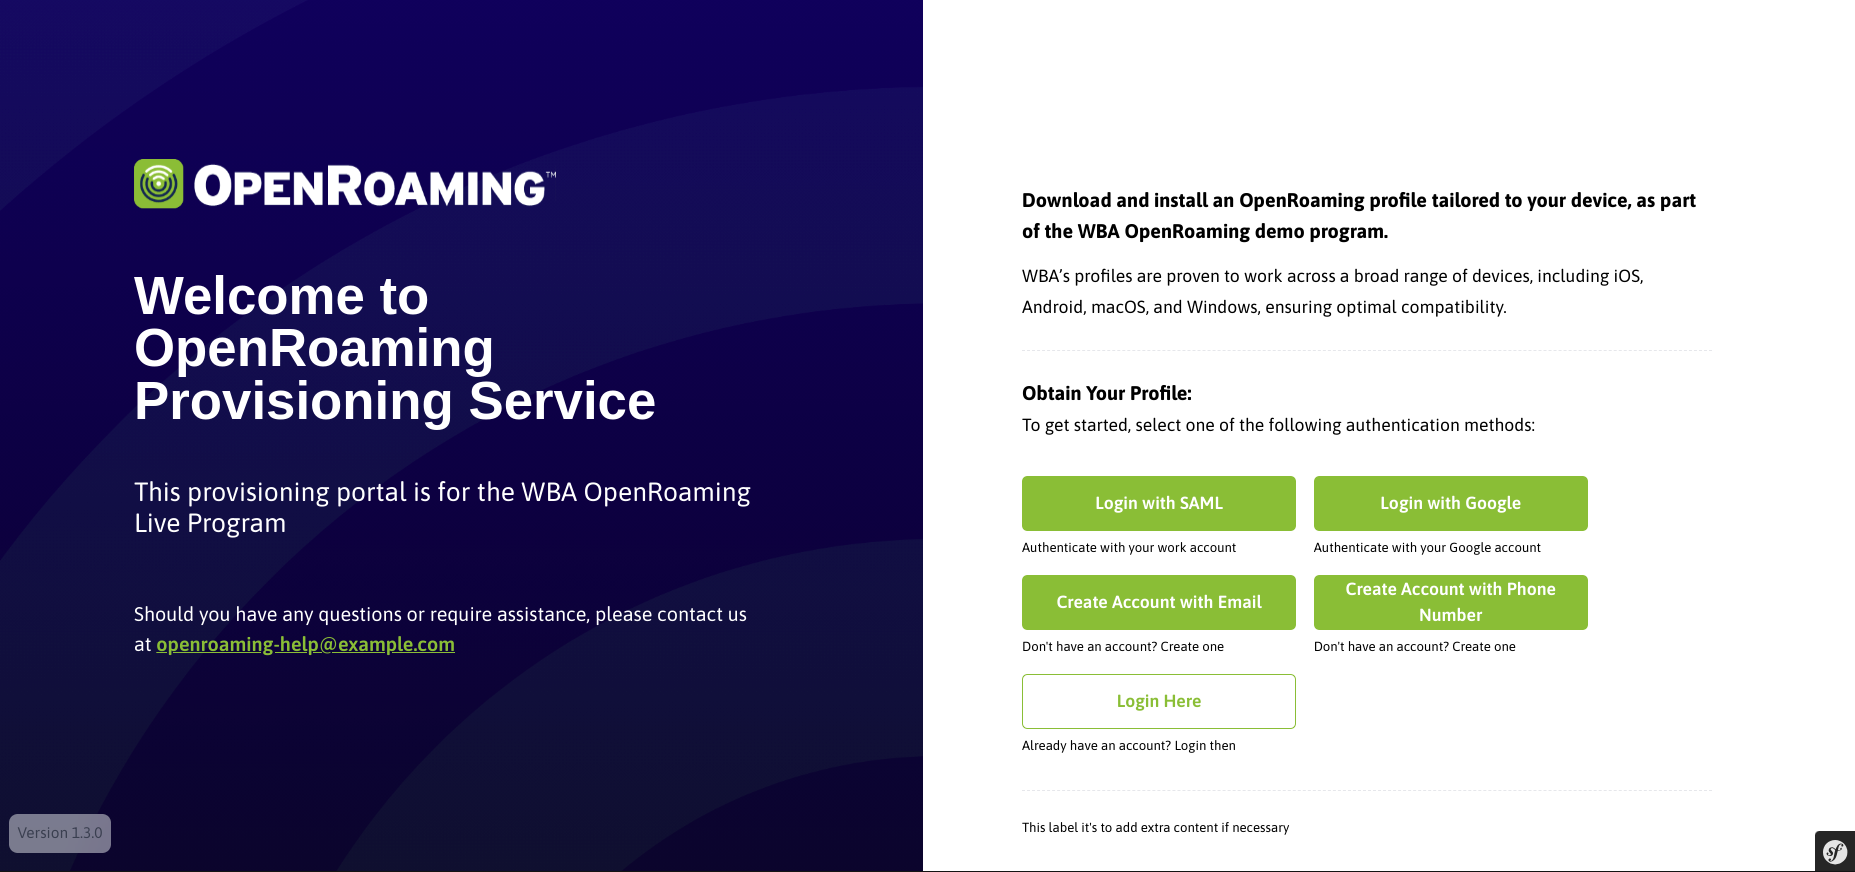 OPENROAMING™
Welcome to
OpenRoaming
Provisioning Service
This provisioning portal is for the WBA OpenRoaming
Live Program
Should you have any questions or require assistance, please contact us
at openroaming-help@example.com
Version 1.3.0
Download and install an OpenRoaming profile tailored to your device, as part
of the WBA OpenRoaming demo program.
WBA’s profiles are proven to work across a broad range of devices, including iOS,
Android, macOS, and Windows, ensuring optimal compatibility.
Obtain Your Profile:
To get started, select one of the following authentication methods:
Login with SAML
Login with Google
Authenticate with your work account
Authenticate with your Google account
Create Account with Email
Create Account with Phone
Number
Don't have an account? Create one
Don't have an account? Create one
Login Here
Already have an account? Login then
This label it's to add extra content if necessary
sf